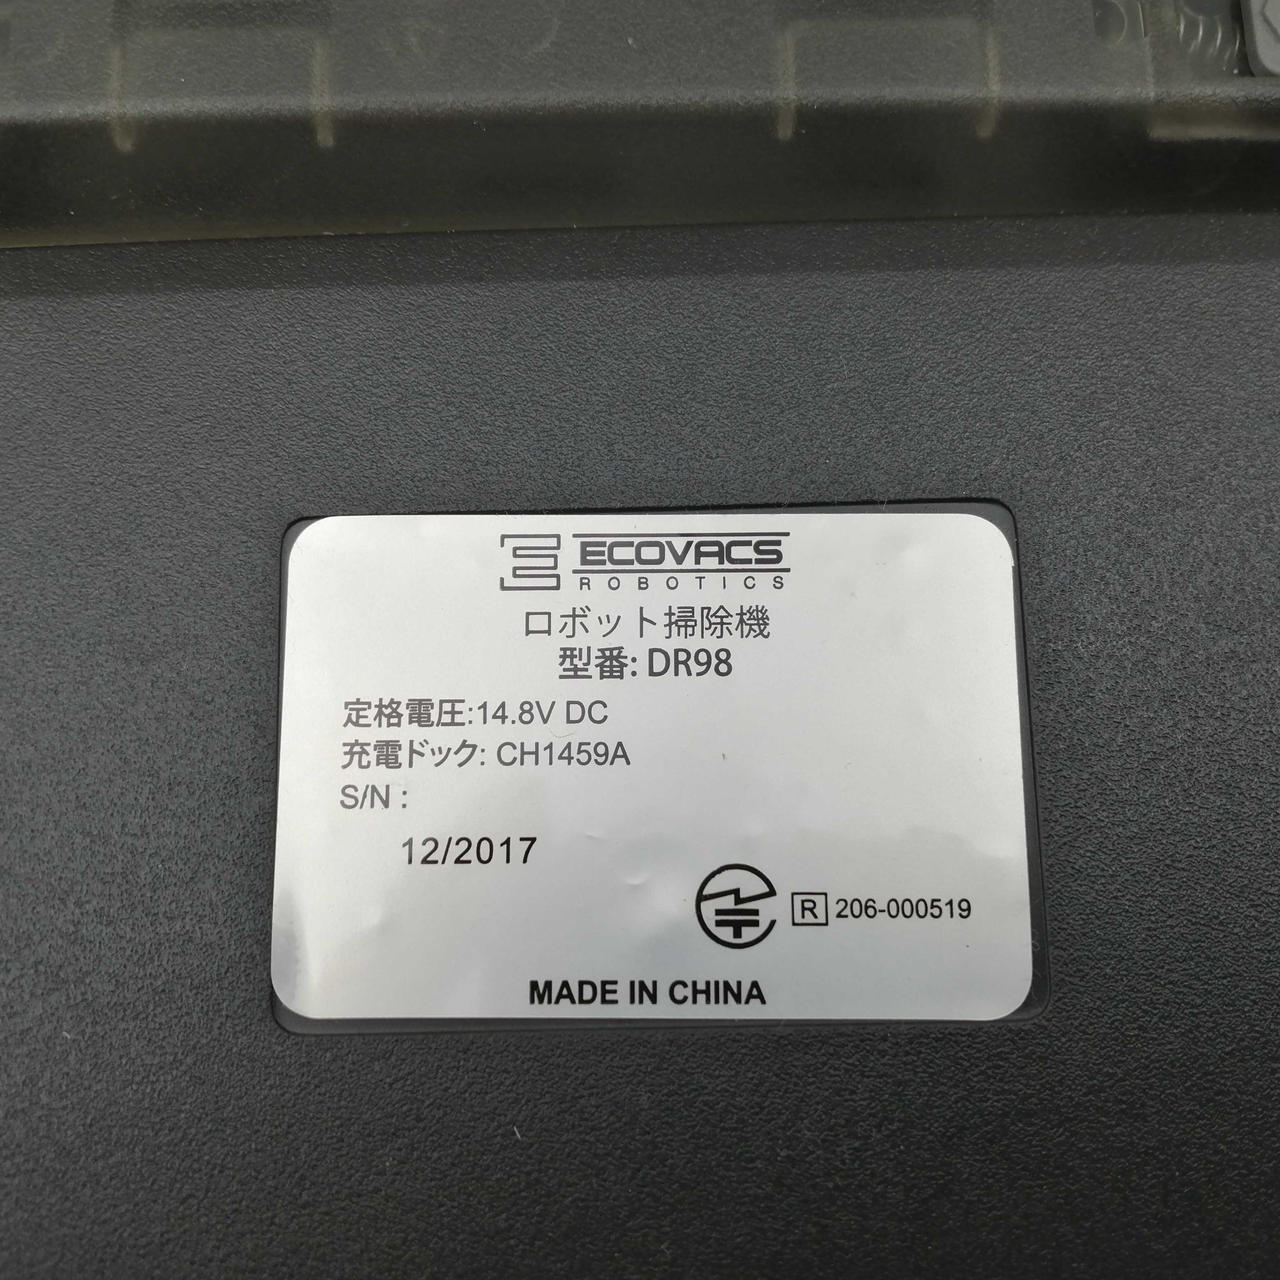 ECOVACS
ROBOTICS
ロボット掃除機
型番: DR98
定格電圧:14.8V DC
充電ドック: CH1459A
S/N :
12/2017
R 206-000519
MADE IN CHINA